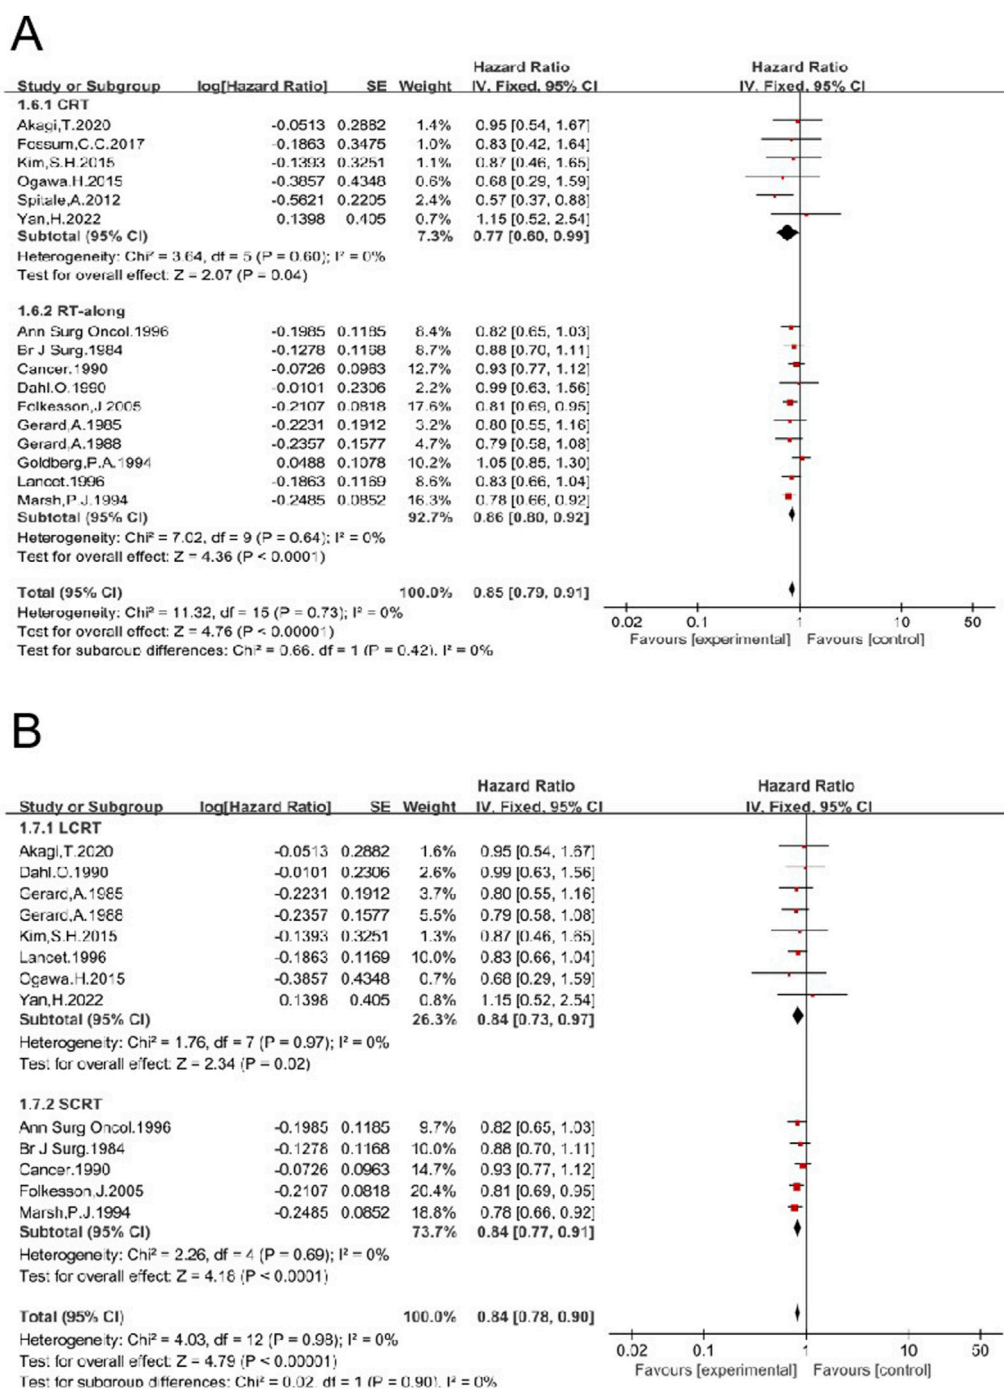 A
Hazard Ratio Hazard Ratio
Study or Subgroup log[Hazard Ratio] SE Weight IV, Fixed, 95% CI IV, Fixed, 95% CI
1.6.1 CRT
Akagi,T.2020 -0.0513 0.2882 1.4% 0.95 [0.54, 1.67]
Fossum,C.C.2017 -0.1863 0.3475 1.0% 0.83 [0.42, 1.64]
Kim,S.H.2015 -0.1393 0.3251 1.1% 0.87 [0.46, 1.65]
Ogawa.H.2015 -0.3857 0.4348 0.6% 0.68 [0.29, 1.59]
Spitale,A.2012 -0.5621 0.2205 2.4% 0.57 [0.37, 0.88]
Yan,H.2022 0.1398 0.405 0.7% 1.15 [0.52, 2.54]
Subtotal (95% CI) 7.3% 0.77 [0.60, 0.99]
Heterogeneity: Chi² = 3.64, df = 5 (P = 0.60); I² = 0%
Test for overall effect: Z = 2.07 (P = 0.04)
1.6.2 RT-along
Ann Surg Oncol.1996 -0.1985 0.1185 8.4% 0.82 [0.65, 1.03]
Br J Surg.1984 -0.1278 0.1168 8.7% 0.88 [0.70, 1.11]
Cancer.1990 -0.0726 0.0963 12.7% 0.93 [0.77, 1.12]
Dahl.O.1990 -0.0101 0.2306 2.2% 0.99 [0.63, 1.56]
Folkesson,J.2005 -0.2107 0.0818 17.6% 0.81 [0.69, 0.95]
Gerard,A.1985 -0.2231 0.1912 3.2% 0.80 [0.55, 1.16]
Gerard,A.1988 -0.2357 0.1577 4.7% 0.79 [0.58, 1.08]
Goldberg,P.A.1994 0.0488 0.1078 10.2% 1.05 [0.85, 1.30]
Lancet.1996 -0.1863 0.1169 8.6% 0.83 [0.66, 1.04]
Marsh,P.J.1994 -0.2485 0.0852 16.3% 0.78 [0.66, 0.92]
Subtotal (95% CI) 92.7% 0.86 [0.80, 0.92]
Heterogeneity: Chi² = 7.02, df = 9 (P = 0.64); I² = 0%
Test for overall effect: Z = 4.36 (P < 0.0001)
Total (95% CI) 100.0% 0.85 [0.79, 0.91]
Heterogeneity: Chi² = 11.32, df = 15 (P = 0.73); I² = 0%
Test for overall effect: Z = 4.76 (P < 0.00001)
Test for subgroup differences: Chi² = 0.66, df = 1 (P = 0.42), I² = 0%
0.02 0.1 1 10 50
Favours [experimental] Favours [control]
B
Hazard Ratio Hazard Ratio
Study or Subgroup log[Hazard Ratio] SE Weight IV, Fixed, 95% CI IV, Fixed, 95% CI
1.7.1 LCRT
Akagi,T.2020 -0.0513 0.2882 1.6% 0.95 [0.54, 1.67]
Dahl.O.1990 -0.0101 0.2306 2.6% 0.99 [0.63, 1.56]
Gerard,A.1985 -0.2231 0.1912 3.7% 0.80 [0.55, 1.16]
Gerard,A.1988 -0.2357 0.1577 5.5% 0.79 [0.58, 1.08]
Kim,S.H.2015 -0.1393 0.3251 1.3% 0.87 [0.46, 1.65]
Lancet.1996 -0.1863 0.1169 10.0% 0.83 [0.66, 1.04]
Ogawa.H.2015 -0.3857 0.4348 0.7% 0.68 [0.29, 1.59]
Yan,H.2022 0.1398 0.405 0.8% 1.15 [0.52, 2.54]
Subtotal (95% CI) 26.3% 0.84 [0.73, 0.97]
Heterogeneity: Chi² = 1.76, df = 7 (P = 0.97); I² = 0%
Test for overall effect: Z = 2.34 (P = 0.02)
1.7.2 SCRT
Ann Surg Oncol.1996 -0.1985 0.1185 9.7% 0.82 [0.65, 1.03]
Br J Surg.1984 -0.1278 0.1168 10.0% 0.88 [0.70, 1.11]
Cancer.1990 -0.0726 0.0963 14.7% 0.93 [0.77, 1.12]
Folkesson,J.2005 -0.2107 0.0818 20.4% 0.81 [0.69, 0.95]
Marsh,P.J.1994 -0.2485 0.0852 18.8% 0.78 [0.66, 0.92]
Subtotal (95% CI) 73.7% 0.84 [0.77, 0.91]
Heterogeneity: Chi² = 2.26, df = 4 (P = 0.69); I² = 0%
Test for overall effect: Z = 4.18 (P < 0.0001)
Total (95% CI) 100.0% 0.84 [0.78, 0.90]
Heterogeneity: Chi² = 4.03, df = 12 (P = 0.98); I² = 0%
Test for overall effect: Z = 4.79 (P < 0.00001)
Test for subgroup differences: Chi² = 0.02, df = 1 (P = 0.90), I² = 0%
0.02 0.1 1 10 50
Favours [experimental] Favours [control]